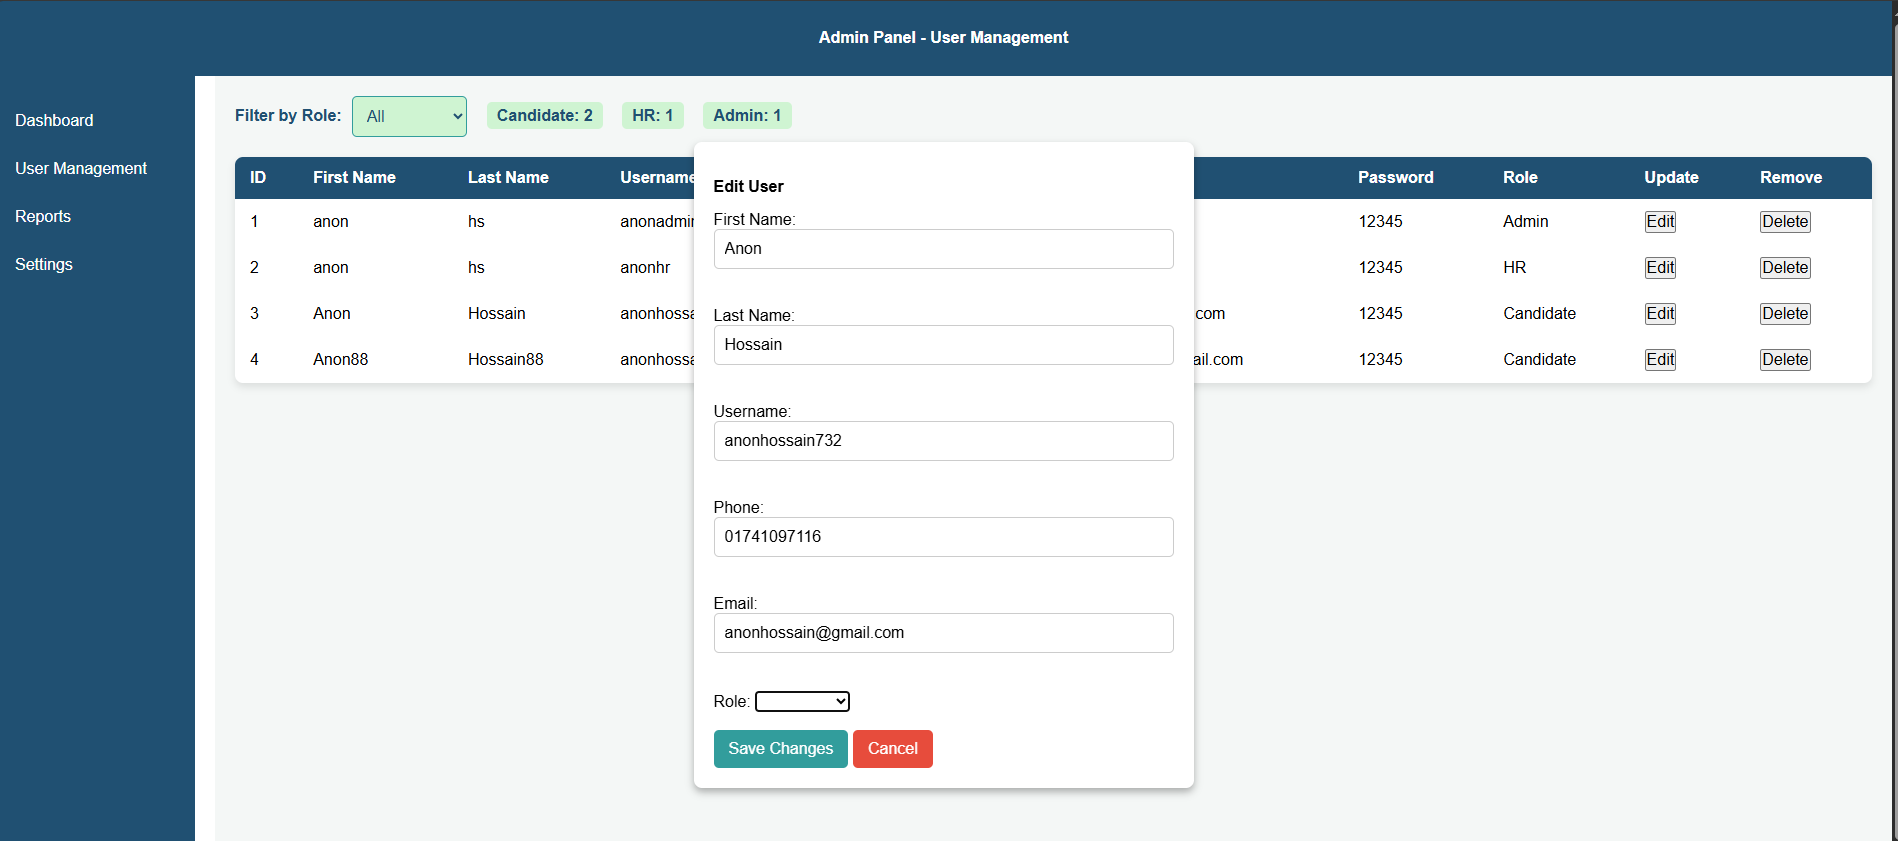 Admin Panel - User Management
Dashboard
User Management
Reports
Settings
Filter by Role: All Candidate: 2 HR: 1 Admin: 1
ID First Name Last Name Username Password Role Update Remove
1 anon hs anonadmin 12345 Admin Edit Delete
2 anon hs anonhr 12345 HR Edit Delete
3 Anon Hossain anonhossa com 12345 Candidate Edit Delete
4 Anon88 Hossain88 anonhossa ail.com 12345 Candidate Edit Delete
Edit User
First Name:
Anon
Last Name:
Hossain
Username:
anonhossain732
Phone:
01741097116
Email:
anonhossain@gmail.com
Role:
Save Changes Cancel